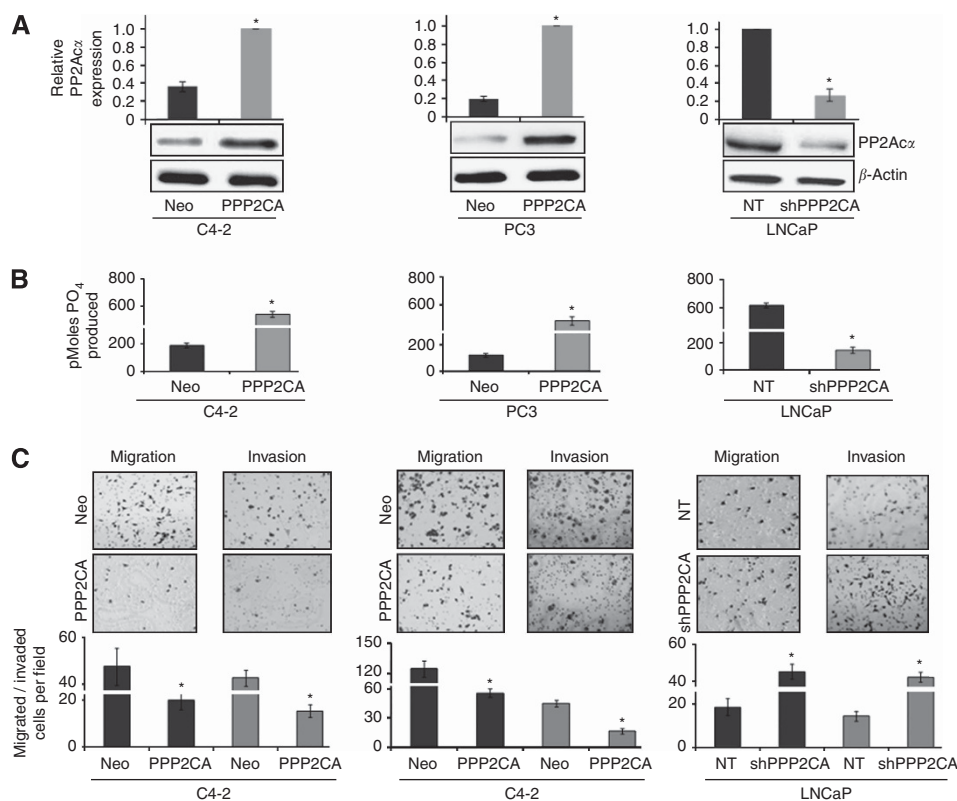 A
Relative
PP2Acα
expression
1.0
0.8
0.6
0.4
0.2
0
*
1.0
0.8
0.6
0.4
0.2
0
*
1.0
0.8
0.6
0.4
0.2
0
*
PP2Acα
β-Actin
Neo PPP2CA
C4-2
Neo PPP2CA
PC3
NT shPPP2CA
LNCaP
B
pMoles PO4
produced
800
600
200
0
*
Neo PPP2CA
C4-2
800
600
200
0
*
Neo PPP2CA
PC3
800
600
200
0
*
NT shPPP2CA
LNCaP
C
Migration Invasion
Neo
PPP2CA
Migration Invasion
Neo
PPP2CA
Migration Invasion
NT
shPPP2CA
Migrated / invaded
cells per field
60
40
20
0
*
*
Neo PPP2CA Neo PPP2CA
C4-2
150
120
60
30
0
*
*
Neo PPP2CA Neo PPP2CA
C4-2
60
40
20
0
*
*
NT shPPP2CA NT shPPP2CA
LNCaP